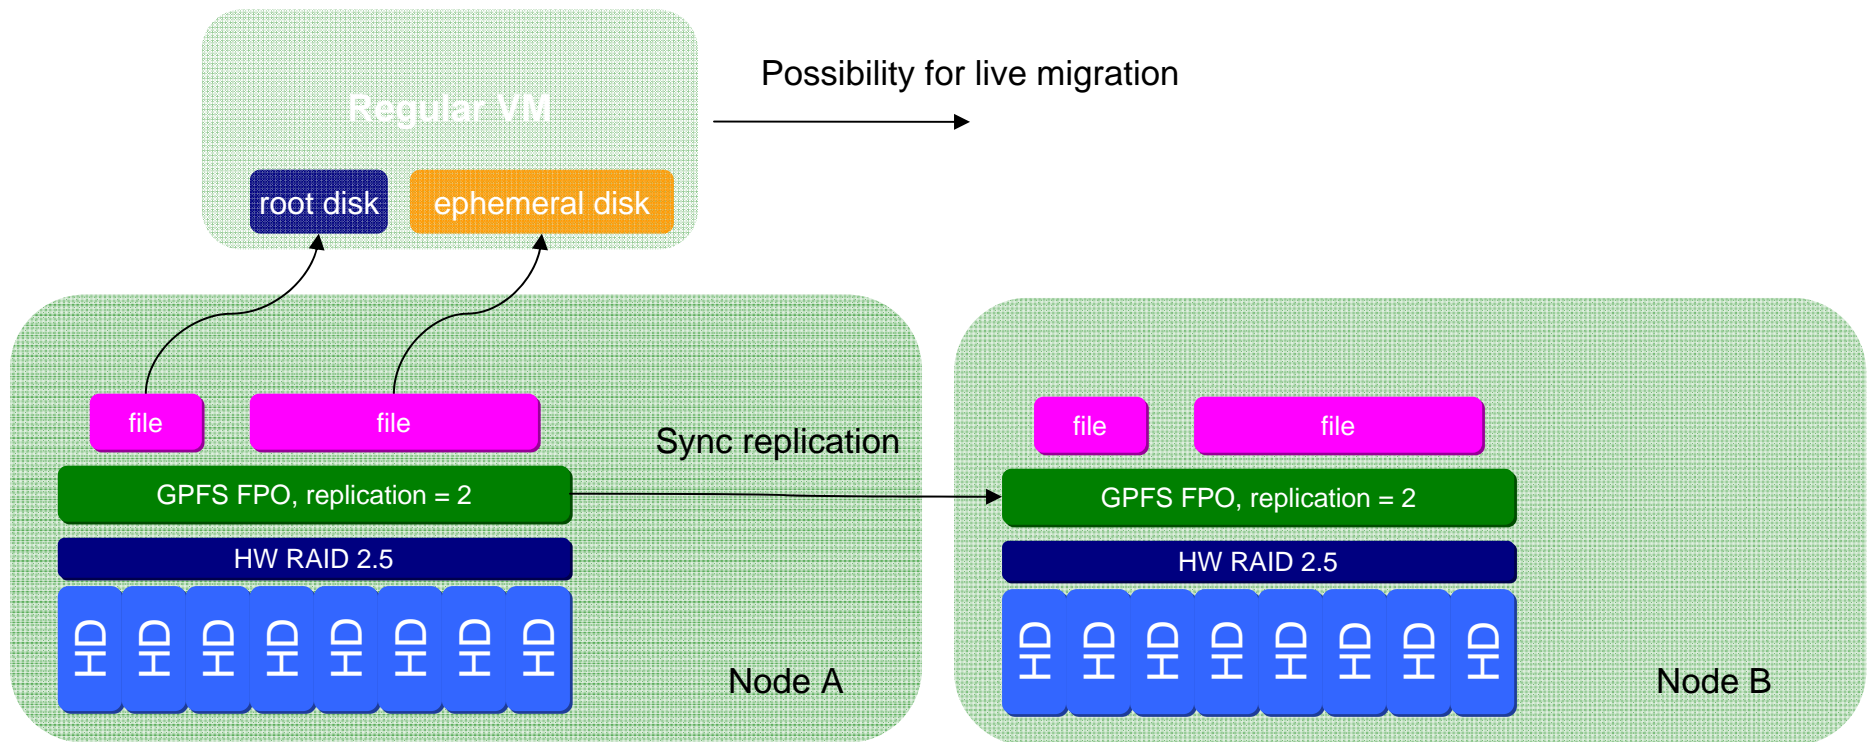 Possibility for live migration
Regular VM
root disk
ephemeral disk
file
file
Sync replication
GPFS FPO, replication = 2
HW RAID 2.5
HD
HD
HD
HD
HD
HD
HD
HD
Node A
file
file
GPFS FPO, replication = 2
HW RAID 2.5
HD
HD
HD
HD
HD
HD
HD
HD
Node B